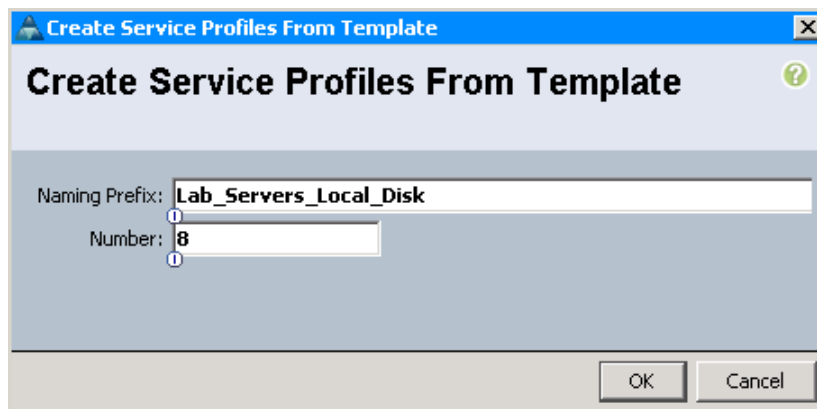 Create Service Profiles From Template
Create Service Profiles From Template
Naming Prefix: Lab_Servers_Local_Disk
Number: 8
OK Cancel